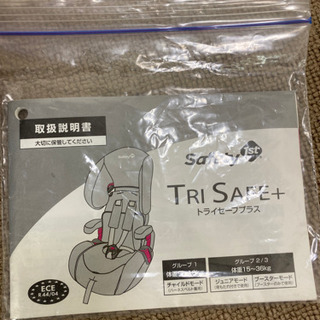 取扱説明書
大切に保管してください
Safety 1st
TRI SAFE+
トライセーフプラス
グループ 1
グループ 2/3
体重15〜36kg
チャイルドモード
ジュニアモード
ブースターモード
ECE
R.44/04